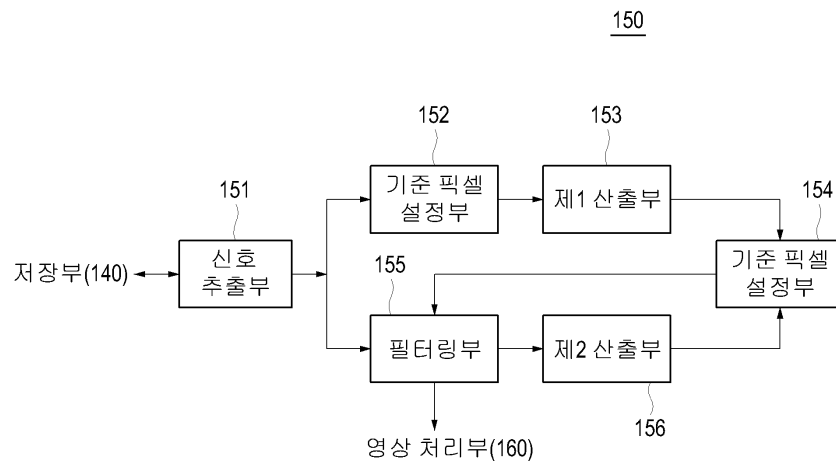 150
152
153
기준 픽셀
설정부
제1 산출부
154
151
기준 픽셀
설정부
신호
추출부
저장부(140)
155
필터링부
제2 산출부
156
영상 처리부(160)